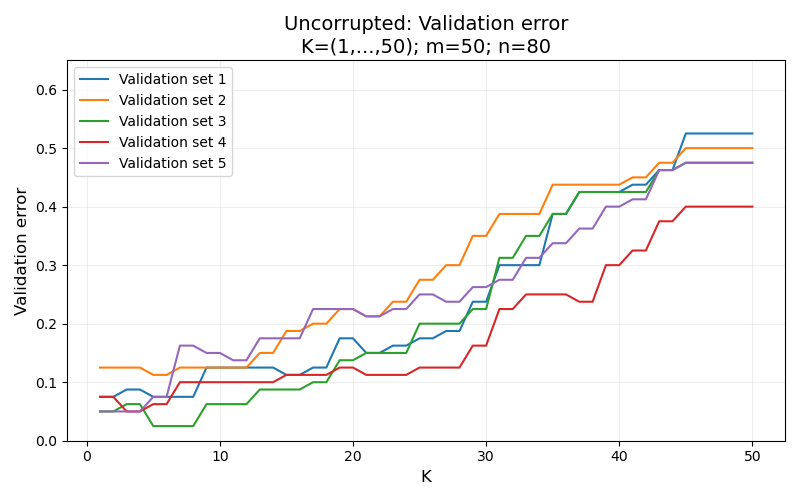 Uncorrupted: Validation error
K=(1,...,50); m=50; n=80
Validation set 1
Validation set 2
Validation set 3
Validation set 4
Validation set 5
Validation error
0.6
0.5
0.4
0.3
0.2
0.1
0.0
0
10
20
30
40
50
K